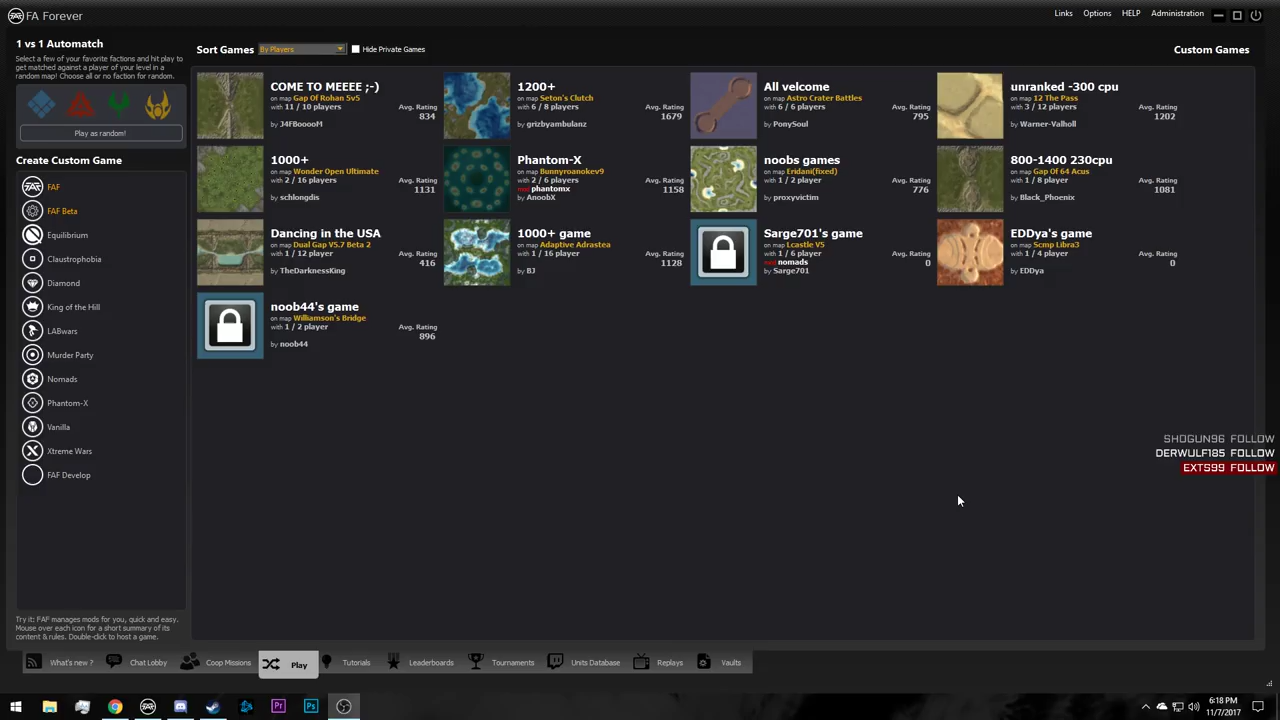 FA Forever
Links Options HELP Administration
1 vs 1 Automatch
Select a few of your favorite factions and hit play to
get matched against a player of your level in a
random map! Choose all or no faction for random.
Play as random!
Create Custom Game
FAF
FAF Beta
Equilibrium
Claustrophobia
Diamond
King of the Hill
LABwars
Murder Party
Nomads
Phantom-X
Vanilla
Xtreme Wars
FAF Develop
Try it: FAF manages mods for you, quick and easy.
Mouse over each icon for a short summary of its
content & rules. Double-click to host a game.
Sort Games By Players Hide Private Games Custom Games
COME TO MEEEE ;-)
on map Gap Of Rohan 5v5
with 11 / 10 players Avg. Rating
834
by J4FBooooM
1200+
on map Seton's Clutch
with 6 / 8 players Avg. Rating
1679
by grizbyambulanz
All velcome
on map Astro Crater Battles
with 6 / 6 players Avg. Rating
795
by PonySoul
unranked -300 cpu
on map 12 The Pass
with 3 / 12 players Avg. Rating
1202
by Warner-Valholl
1000+
on map Wonder Open Ultimate
with 2 / 16 players Avg. Rating
1131
by schlongdis
Phantom-X
on map Bunnyroanokev9
with 2 / 6 players Avg. Rating
mod phantomx 1158
by AnoobX
noobs games
on map Eridani(fixed)
with 1 / 2 player Avg. Rating
776
by proxyvictim
800-1400 230cpu
on map Gap Of 64 Acus
with 1 / 8 player Avg. Rating
1081
by Black_Phoenix
Dancing in the USA
on map Dual Gap V5.7 Beta 2
with 1 / 12 player Avg. Rating
416
by TheDarknessKing
1000+ game
on map Adaptive Adrastea
with 1 / 16 player Avg. Rating
1128
by BJ
Sarge701's game
on map Lcastle V5
with 1 / 6 player Avg. Rating
mod nomads 0
by Sarge701
EDDya's game
on map Scmp Libra3
with 1 / 4 player Avg. Rating
0
by EDDya
noob44's game
on map Williamson's Bridge
with 1 / 2 player Avg. Rating
896
by noob44
SHOGUN96 FOLLOW
DERWULF185 FOLLOW
EXTS99 FOLLOW
What's new ? Chat Lobby Coop Missions Play Tutorials Leaderboards Tournaments Units Database Replays Vaults
Pr Ps
6:18 PM
11/7/2017